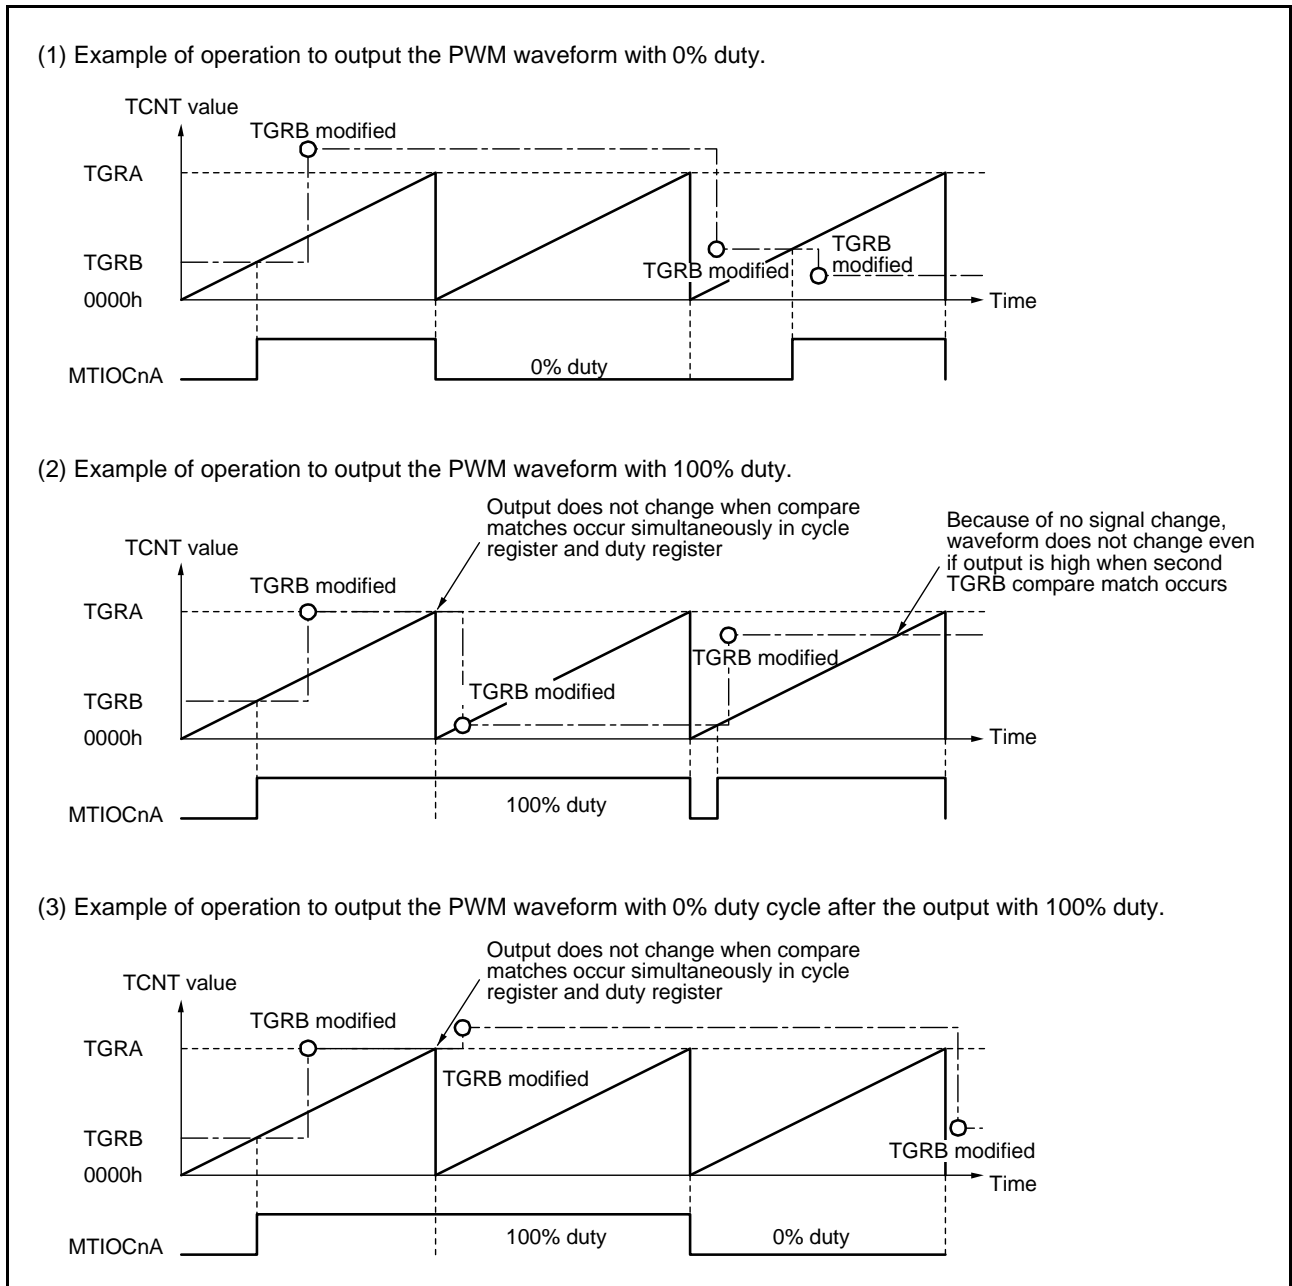 (1) Example of operation to output the PWM waveform with 0% duty.
TCNT value
TGRB modified
TGRA
TGRB
modified
TGRB
TGRB modified
0000h
Time
0% duty
MTIOCnA
(2) Example of operation to output the PWM waveform with 100% duty.
Output does not change when compare
matches occur simultaneously in cycle
register and duty register
Because of no signal change,
waveform does not change even
if output is high when second
TGRB compare match occurs
TCNT value
TGRB modified
TGRA
TGRB modified
TGRB modified
TGRB
0000h
Time
100% duty
MTIOCnA
(3) Example of operation to output the PWM waveform with 0% duty cycle after the output with 100% duty.
Output does not change when compare
matches occur simultaneously in cycle
register and duty register
TCNT value
TGRB modified
TGRA
TGRB modified
TGRB
TGRB modified
0000h
Time
100% duty
0% duty
MTIOCnA